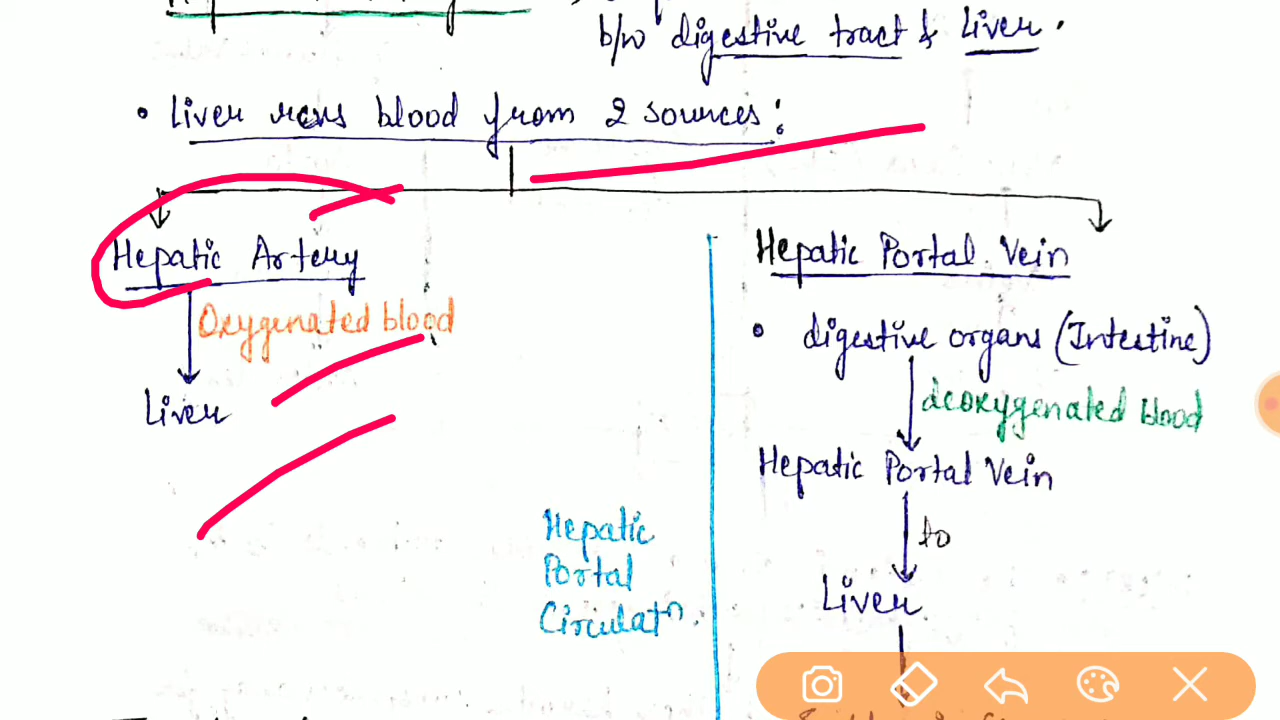 b/w digestive tract & Liver.
• Liver rcvs blood from 2 sources:
Hepatic Artery
Oxygenated blood
Liver
Hepatic Portal Vein
• digestive organs (Intestine)
deoxygenated blood
Hepatic Portal Vein
to
Liver
Hepatic
Portal
Circulatn.